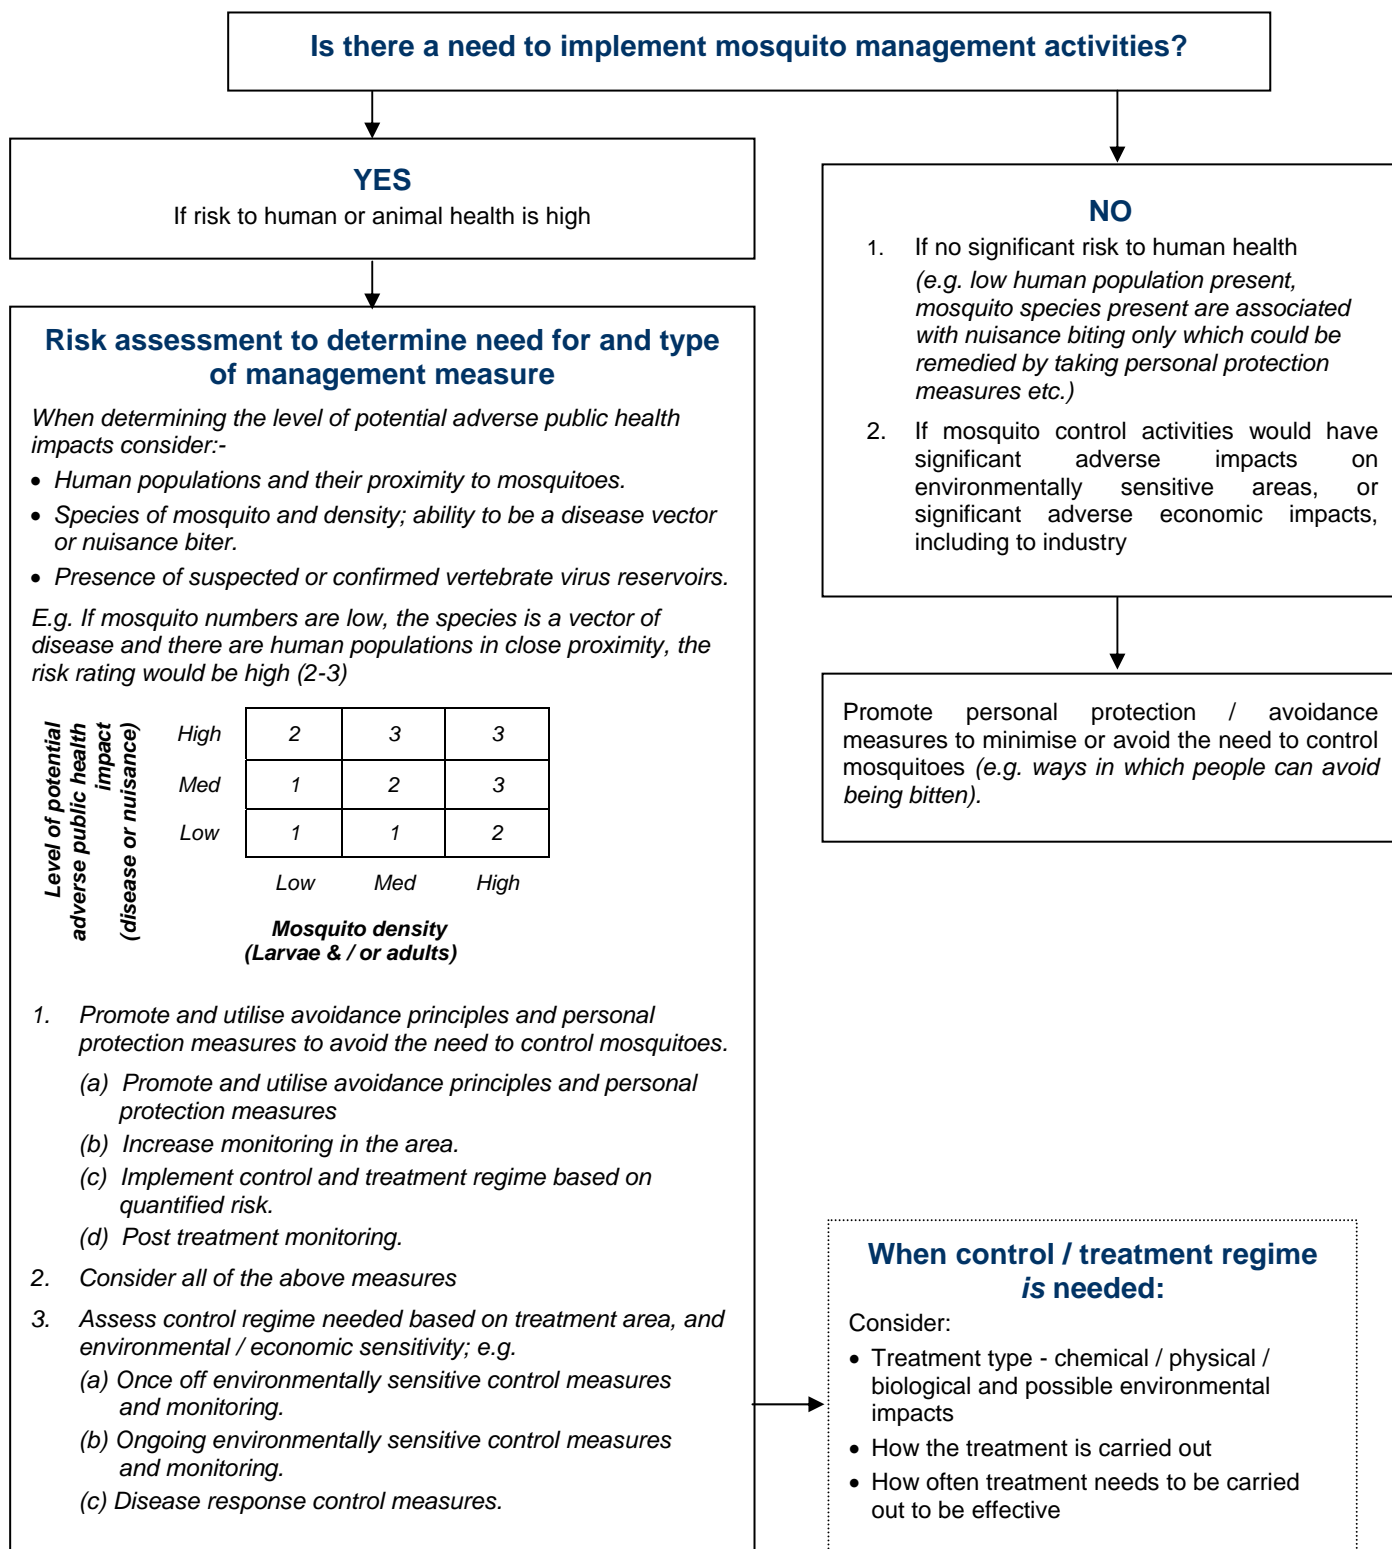 Is there a need to implement mosquito management activities?
YES
If risk to human or animal health is high
NO
1. If no significant risk to human health
(e.g. low human population present,
mosquito species present are associated
with nuisance biting only which could be
remedied by taking personal protection
measures etc.)
2. If mosquito control activities would have
significant adverse impacts on
environmentally sensitive areas, or
significant adverse economic impacts,
including to industry
Promote personal protection / avoidance
measures to minimise or avoid the need to control
mosquitoes (e.g. ways in which people can avoid
being bitten).
Risk assessment to determine need for and type
of management measure
When determining the level of potential adverse public health
impacts consider:-
• Human populations and their proximity to mosquitoes.
• Species of mosquito and density; ability to be a disease vector
or nuisance biter.
• Presence of suspected or confirmed vertebrate virus reservoirs.
E.g. If mosquito numbers are low, the species is a vector of
disease and there are human populations in close proximity, the
risk rating would be high (2-3)
Level of potential
adverse public health
impact
(disease or nuisance)
High 2 3 3
Med 1 2 3
Low 1 1 2
Low Med High
Mosquito density
(Larvae & / or adults)
1. Promote and utilise avoidance principles and personal
protection measures to avoid the need to control mosquitoes.
(a) Promote and utilise avoidance principles and personal
protection measures
(b) Increase monitoring in the area.
(c) Implement control and treatment regime based on
quantified risk.
(d) Post treatment monitoring.
2. Consider all of the above measures
3. Assess control regime needed based on treatment area, and
environmental / economic sensitivity; e.g.
(a) Once off environmentally sensitive control measures
and monitoring.
(b) Ongoing environmentally sensitive control measures
and monitoring.
(c) Disease response control measures.
When control / treatment regime
is needed:
Consider:
• Treatment type - chemical / physical /
biological and possible environmental
impacts
• How the treatment is carried out
• How often treatment needs to be carried
out to be effective